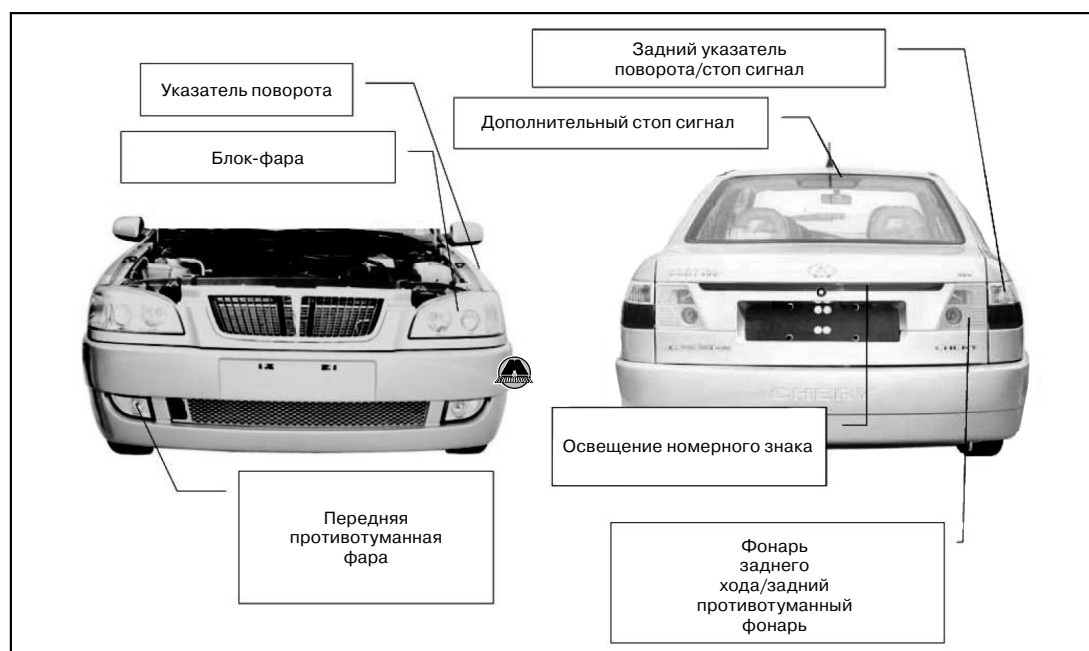 Задний указатель
поворота/стоп сигнал
Указатель поворота
Дополнительный стоп сигнал
Блок-фара
CHERY
Освещение номерного знака
Передняя
противотуманная
фара
Фонарь
заднего
хода/задний
противотуманный
фонарь